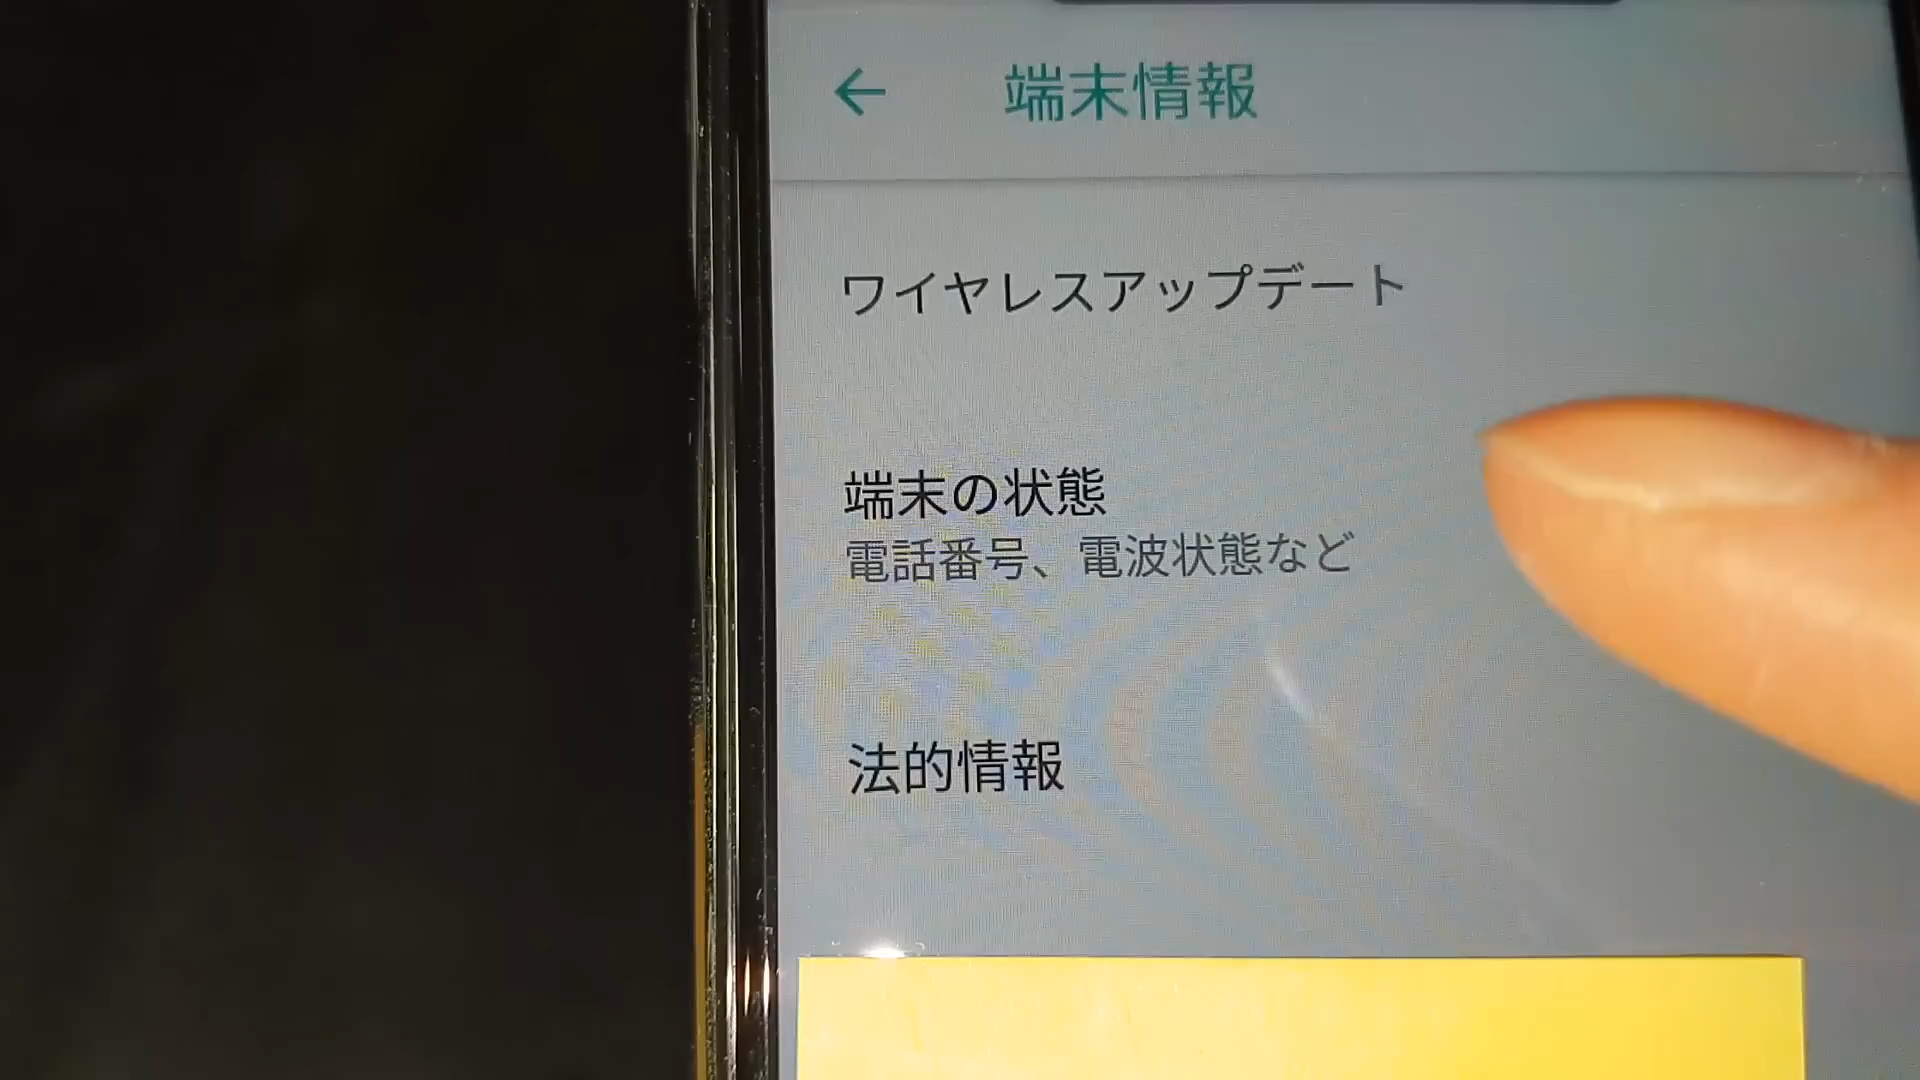 端末情報
ワイヤレスアップデート
端末の状態
電話番号、電波状態など
法的情報